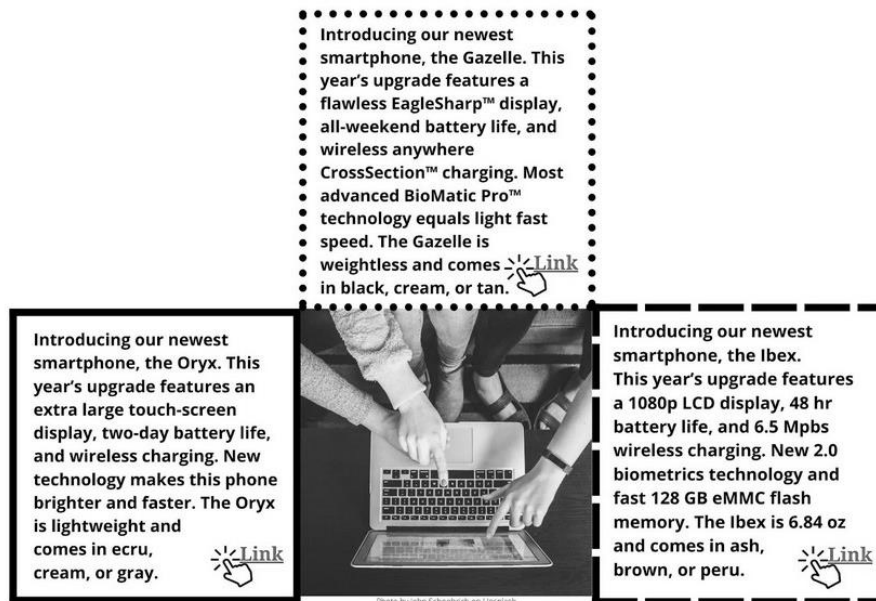 Introducing our newest
smartphone, the Gazelle. This
year's upgrade features a
flawless EagleSharp™ display,
all-weekend battery life, and
wireless anywhere
CrossSection™ charging. Most
advanced BioMatic Pro™
technology equals light fast
speed. The Gazelle is
weightless and comes
in black, cream, or tan.
Link
Introducing our newest
smartphone, the Oryx. This
year's upgrade features an
extra large touch-screen
display, two-day battery life,
and wireless charging. New
technology makes this phone
brighter and faster. The Oryx
is lightweight and
comes in ecru,
cream, or gray.
Link
Introducing our newest
smartphone, the Ibex.
This year's upgrade features
a 1080p LCD display, 48 hr
battery life, and 6.5 Mpbs
wireless charging. New 2.0
biometrics technology and
fast 128 GB eMMC flash
memory. The Ibex is 6.84 oz
and comes in ash,
brown, or peru.
Link
Photo by John Schnobrich on Unsplash